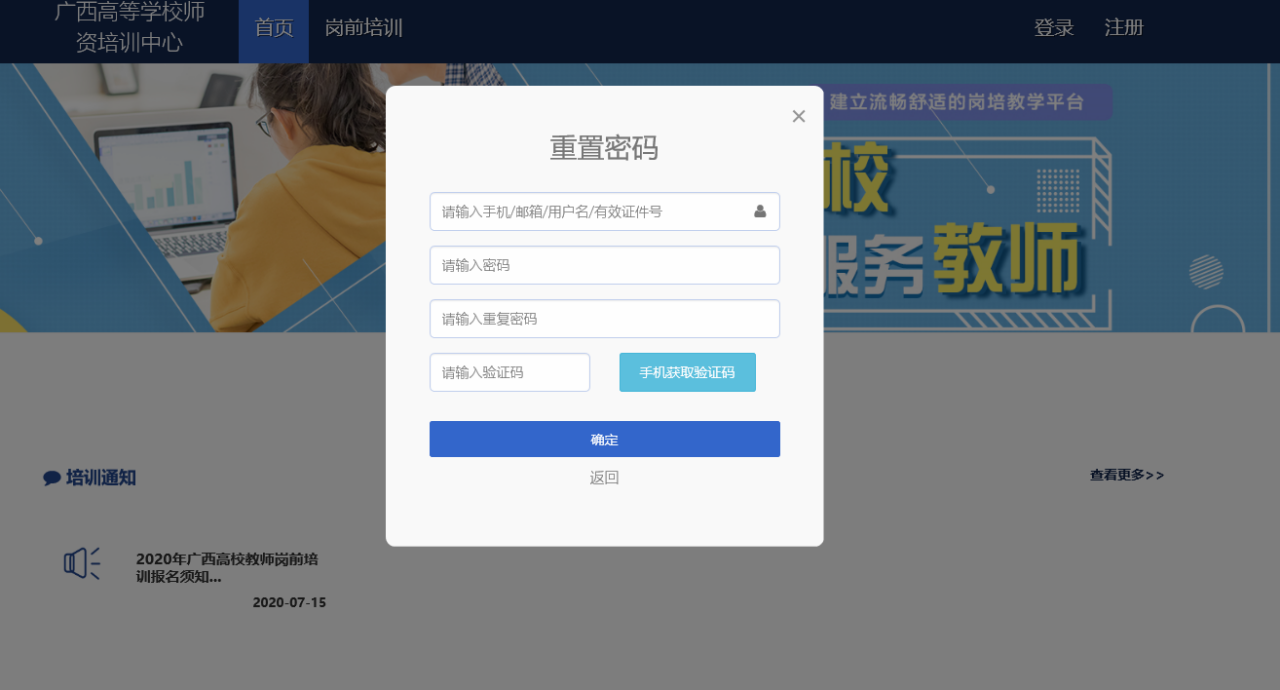 广西高等学校师
资培训中心
首页
岗前培训
登录
注册
建立流畅舒适的岗培教学平台
校
服务教师
×
重置密码
请输入手机/邮箱/用户名/有效证件号
请输入密码
请输入重复密码
请输入验证码
手机获取验证码
确定
返回
培训通知
查看更多>>
2020年广西高校教师岗前培
训报名须知...
2020-07-15